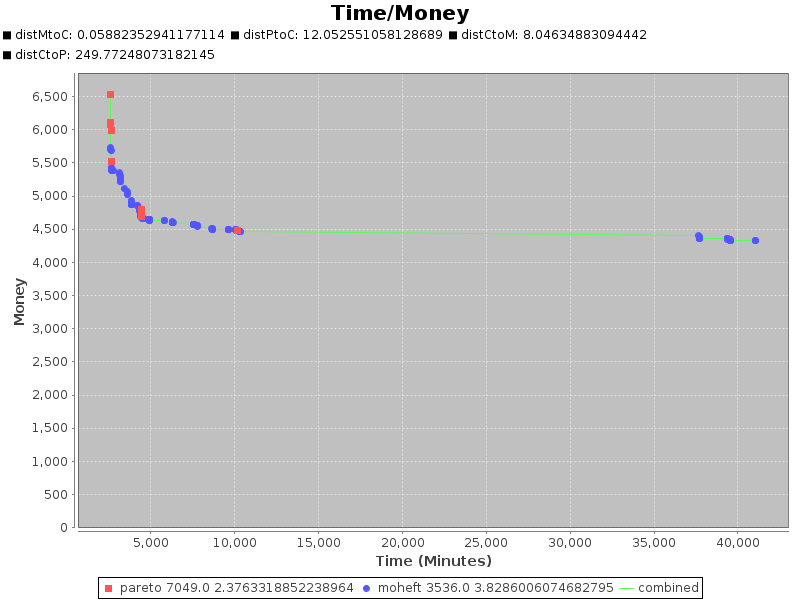 Time/Money
distMtoC: 0.05882352941177114 distPtoC: 12.052551058128689 distCtoM: 8.04634883094442
distCtoP: 249.77248073182145
6,500
6,000
5,500
5,000
4,500
4,000
3,500
3,000
2,500
2,000
1,500
1,000
500
0
Money
5,000 10,000 15,000 20,000 25,000 30,000 35,000 40,000
Time (Minutes)
pareto 7049.0 2.3763318852238964 moheft 3536.0 3.8286006074682795 combined